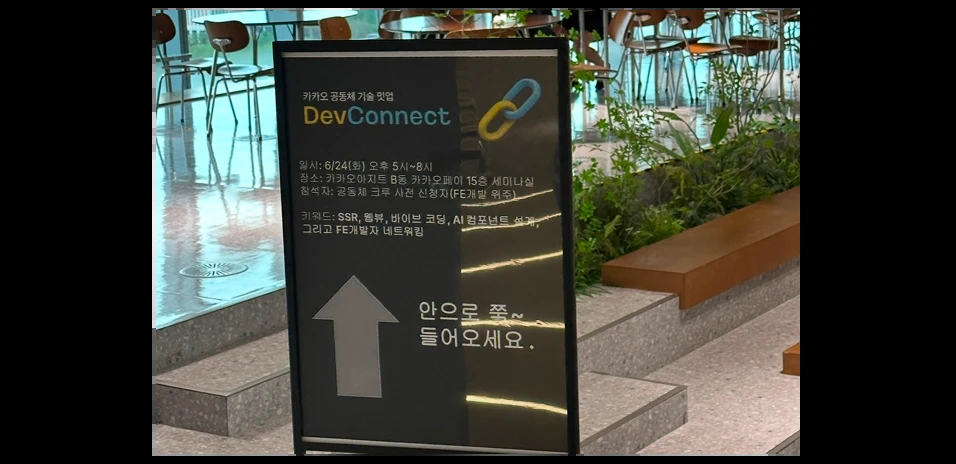 카카오 공동체 기술 밋업
DevConnect
일시: 6/24(화) 오후 5시~8시
장소: 카카오아지트 B동 카카오페이 15층 세미나실
참석자: 공동체 크루 사전 신청자(FE개발 위주)
키워드: SSR, 웹뷰, 바이브 코딩, AI 컴포넌트 설계,
그리고 FE개발자 네트워킹
안으로 쭉~
들어오세요.